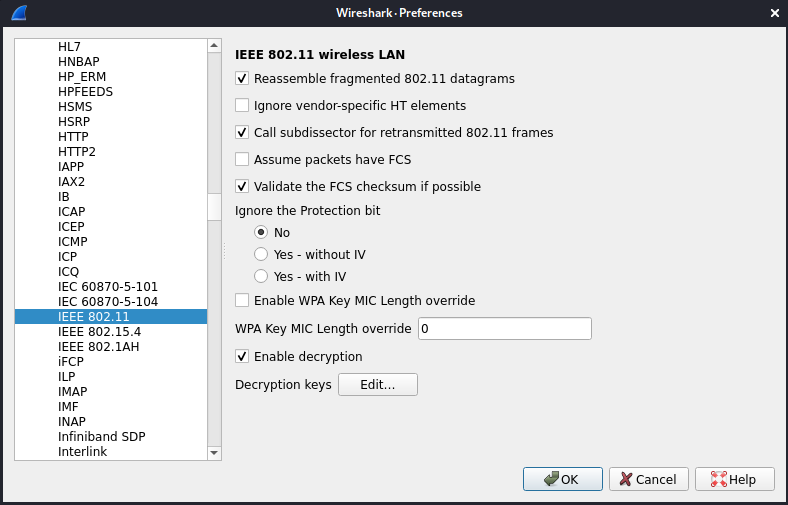 Wireshark · Preferences
HL7
HNBAP
HP_ERM
HPFEEDS
HSMS
HSRP
HTTP
HTTP2
IAPP
IAX2
IB
ICAP
ICEP
ICMP
ICP
ICQ
IEC 60870-5-101
IEC 60870-5-104
IEEE 802.11
IEEE 802.15.4
IEEE 802.1AH
iFCP
ILP
IMAP
IMF
INAP
Infiniband SDP
Interlink
IEEE 802.11 wireless LAN
Reassemble fragmented 802.11 datagrams
Ignore vendor-specific HT elements
Call subdissector for retransmitted 802.11 frames
Assume packets have FCS
Validate the FCS checksum if possible
Ignore the Protection bit
No
Yes - without IV
Yes - with IV
Enable WPA Key MIC Length override
WPA Key MIC Length override 0
Enable decryption
Decryption keys Edit…
OK Cancel Help